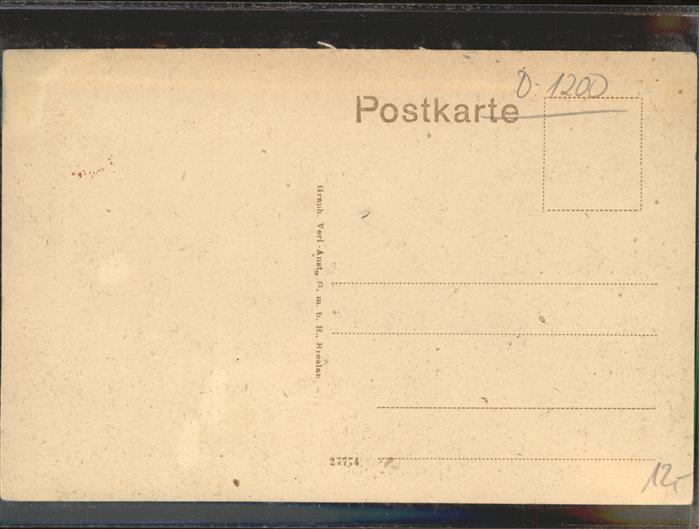 D-1200
Postkarte
Graph. Verl.-Anst., G. m. b. H., Breslau
27774
12,-